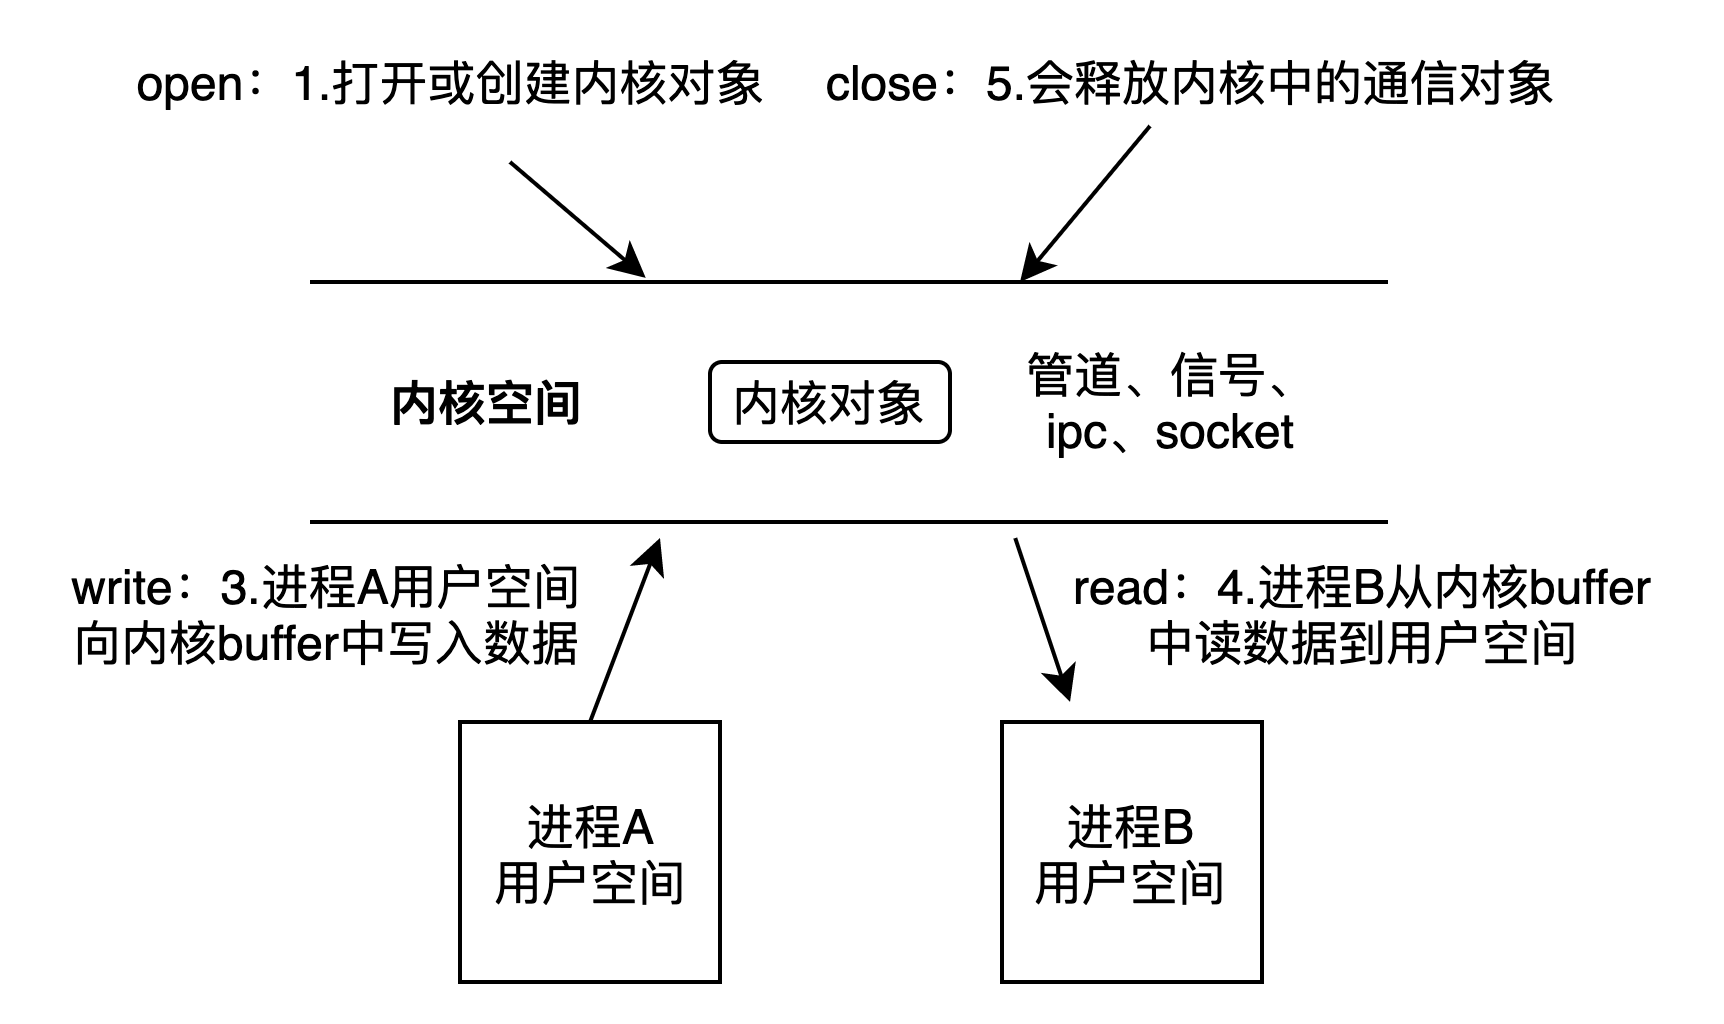 open：1.打开或创建内核对象
close：5.会释放内核中的通信对象
内核空间
内核对象
管道、信号、
ipc、socket
write：3.进程A用户空间
向内核buffer中写入数据
read：4.进程B从内核buffer
中读数据到用户空间
进程A
用户空间
进程B
用户空间